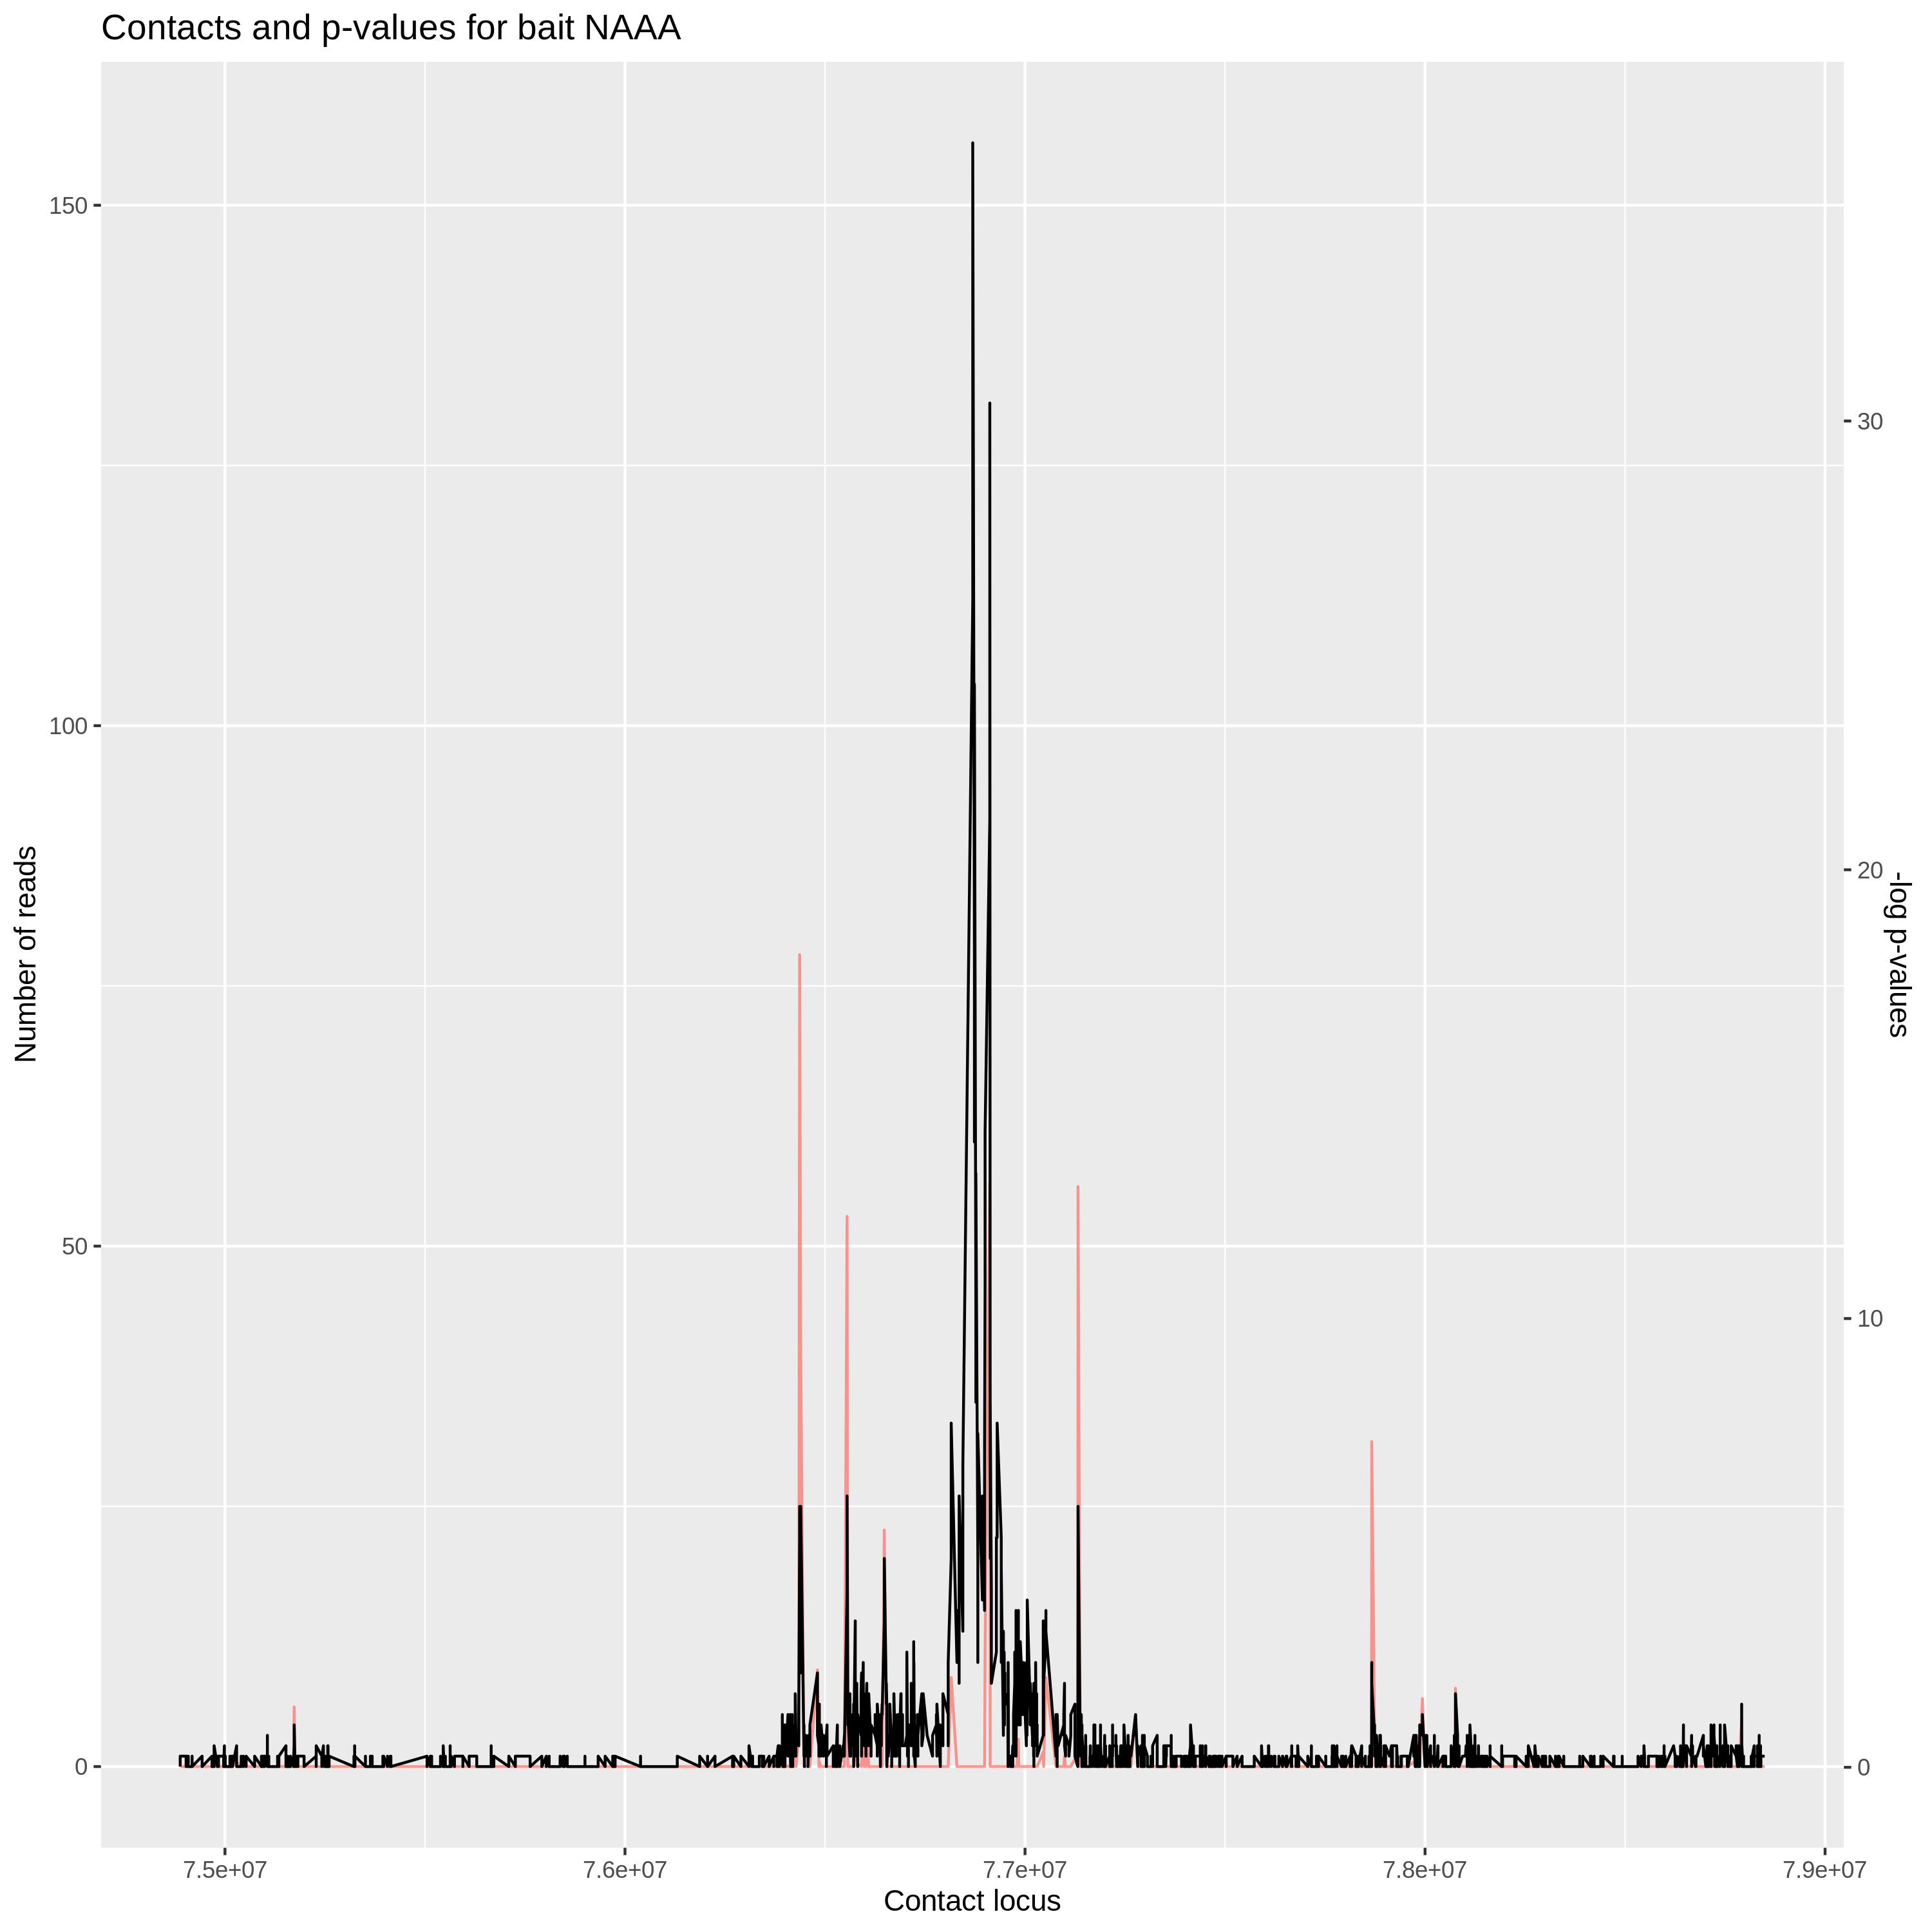 Contacts and p-values for bait NAAA
150
100
50
0
Number of reads
30
20
10
0
-log p-values
7.5e+07
7.6e+07
7.7e+07
7.8e+07
7.9e+07
Contact locus